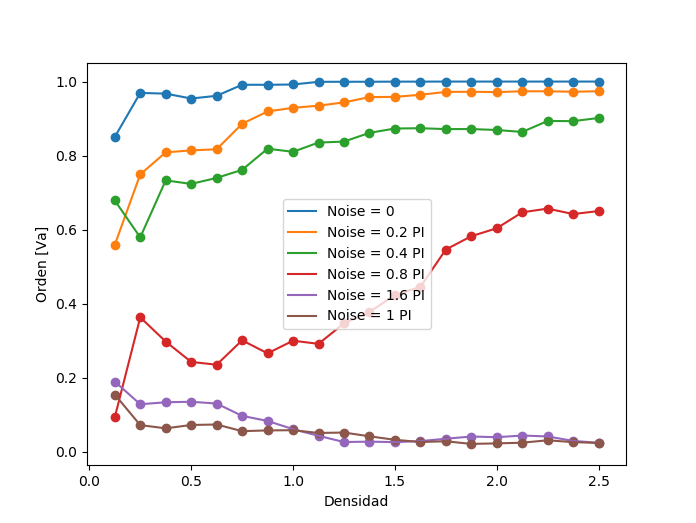 1.0
0.8
0.6
0.4
0.2
0.0
Orden [Va]
Noise = 0
Noise = 0.2 PI
Noise = 0.4 PI
Noise = 0.8 PI
Noise = 1.6 PI
Noise = 1 PI
0.0 0.5 1.0 1.5 2.0 2.5
Densidad